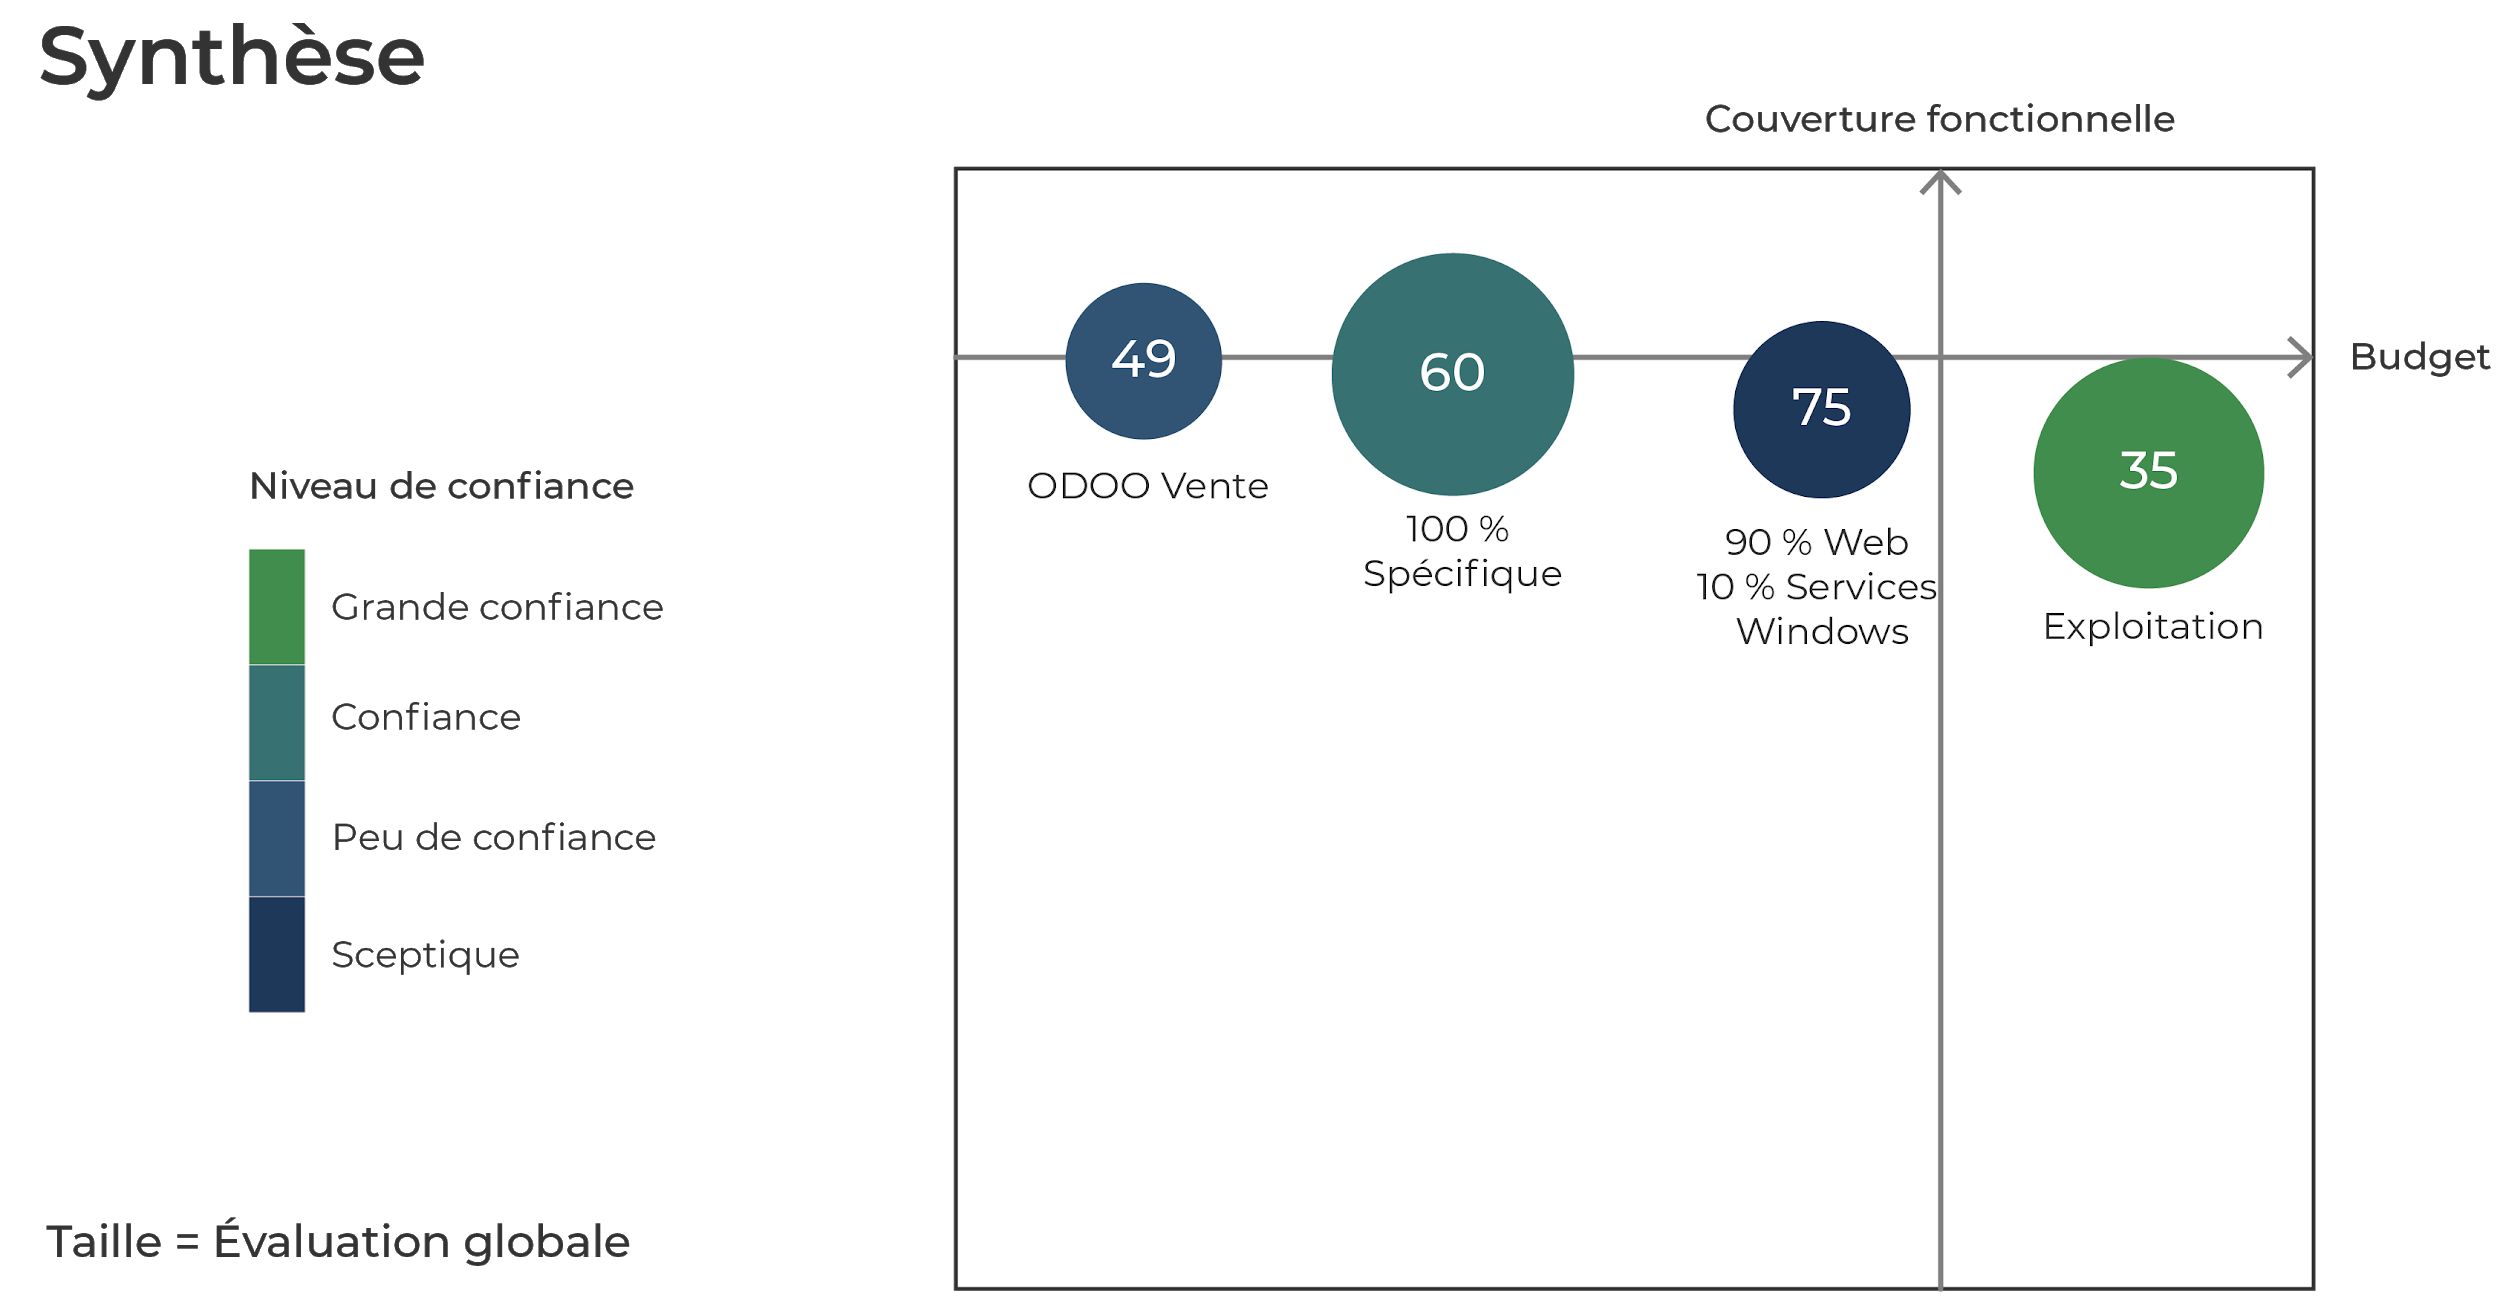 Synthèse
Couverture fonctionnelle
Budget
49
60
75
35
ODOO Vente
100 %
Spécifique
90 % Web
10 % Services
Windows
Exploitation
Niveau de confiance
Grande confiance
Confiance
Peu de confiance
Sceptique
Taille = Évaluation globale